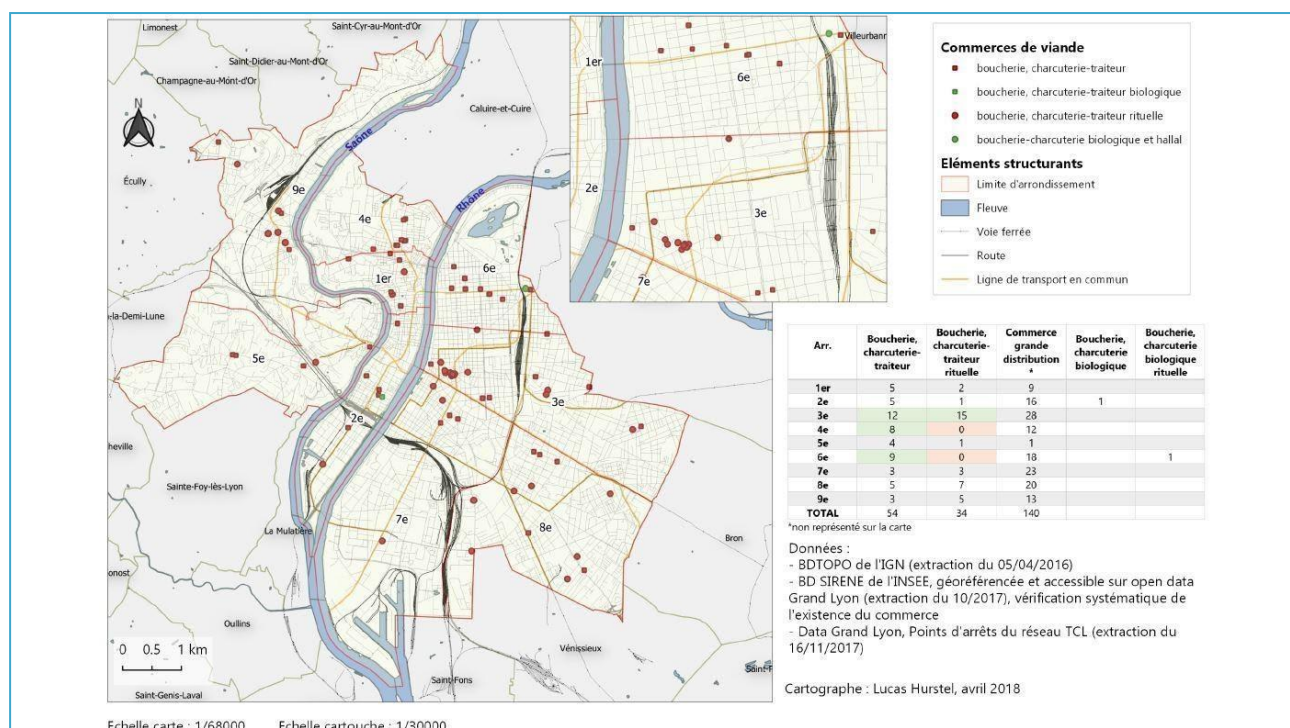 Limonest
Saint-Cyr-au-Mont-d'Or
Saint-Didier-au-Mont-d'Or
Champagne-au-Mont-d'Or
N
Saône
Caluire-et-Cuire
Écully
9e
4e
Rhône
1er
6e
la-Demi-Lune
5e
3e
2e
Sainte-Foy-lès-Lyon
La Mulatière
7e
8e
Bron
Oullins
0 0.5 1 km
Vénissieux
Saint-Fons
Saint-Genis-Laval
Echelle carte : 1/68000 Echelle cartouche : 1/30000
1er
6e
Villeurbann
2e
3e
7e
Commerces de viande
boucherie, charcuterie-traiteur
boucherie, charcuterie-traiteur biologique
boucherie, charcuterie-traiteur rituelle
boucherie-charcuterie biologique et hallal
Eléments structurants
Limite d'arrondissement
Fleuve
Voie ferrée
Route
Ligne de transport en commun
Arr. Boucherie, charcuterie-traiteur Boucherie, charcuterie-traiteur rituelle Commerce grande distribution * Boucherie, charcuterie biologique Boucherie, charcuterie biologique rituelle
1er 5 2 9
2e 5 1 16 1
3e 12 15 28
4e 8 0 12
5e 4 1 1
6e 9 0 18 1
7e 3 3 23
8e 5 7 20
9e 3 5 13
TOTAL 54 34 140
*non représenté sur la carte
Données :
- BDTOPO de l'IGN (extraction du 05/04/2016)
- BD SIRENE de l'INSEE, géoréférencée et accessible sur open data
Grand Lyon (extraction du 10/2017), vérification systématique de
l'existence du commerce
- Data Grand Lyon, Points d'arrêts du réseau TCL (extraction du
16/11/2017)
Cartographe : Lucas Hurstel, avril 2018